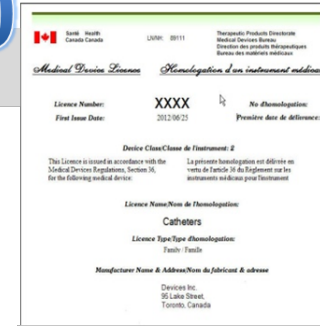 Santé Health
Canada Canada
LIVNR: 89111
Therapeutic Products Directorate
Medical Devices Bureau
Direction des produits thérapeutiques
Bureau des matériels médicaux
Medical Device Licence
Homologation d'un instrument médical
Licence Number:
XXXX
No d'homologation:
First Issue Date:
2012/06/25
Première date de délivrance:
Device Class/Classe de l'instrument: 2
This Licence is issued in accordance with the
Medical Devices Regulations, Section 36,
for the following medical device:
La présente homologation est délivrée en
vertu de l'article 36 du Règlement sur les
instruments médicaux pour l'instrument
Licence Name/Nom de l'homologation:
Catheters
Licence Type/Type d'homologation:
Family / Famille
Manufacturer Name & Address/Nom du fabricant & adresse
Devices Inc.
95 Lake Street,
Toronto, Canada